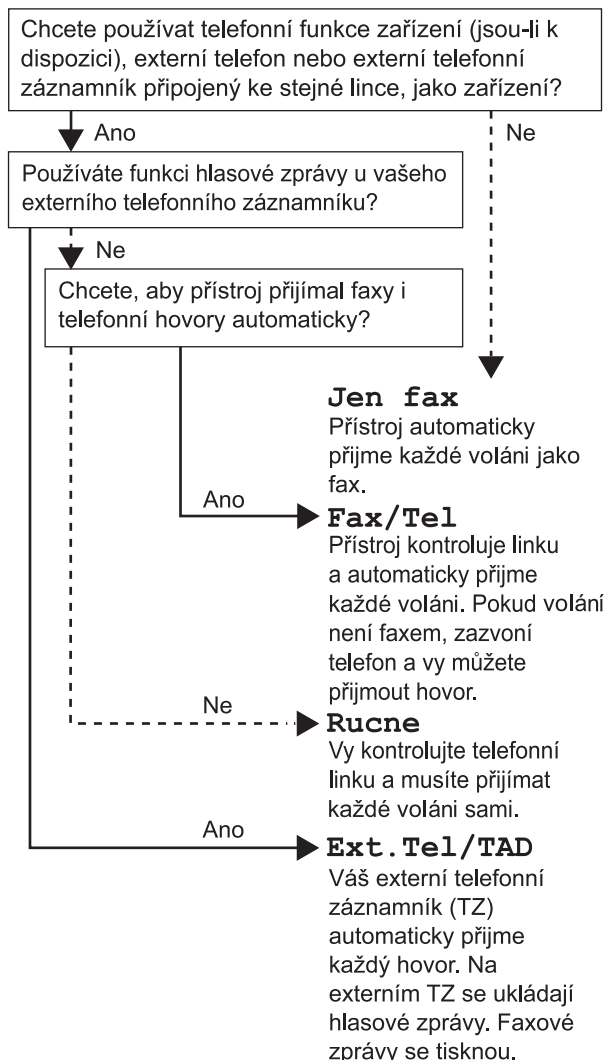 Chcete používat telefonní funkce zařízení (jsou-li k
dispozici), externí telefon nebo externí telefonní
záznamník připojený ke stejné lince, jako zařízení?
Ano
Ne
Používáte funkci hlasové zprávy u vašeho
externího telefonního záznamníku?
Ne
Chcete, aby přístroj přijímal faxy i
telefonní hovory automaticky?
Jen fax
Přístroj automaticky
přijme každé voláni jako
fax.
Ano
Fax/Tel
Přístroj kontroluje linku
a automaticky přijme
každé voláni. Pokud volání
není faxem, zazvoní
telefon a vy můžete
přijmout hovor.
Ne
Rucne
Vy kontrolujte telefonní
linku a musíte přijímat
každé voláni sami.
Ano
Ext.Tel/TAD
Váš externí telefonní
záznamník (TZ)
automaticky přijme
každý hovor. Na
externím TZ se ukládají
hlasové zprávy. Faxové
zprávy se tisknou.